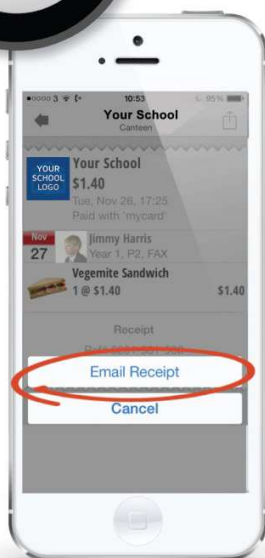 3 10:53 95%
Your School
Canteen
YOUR SCHOOL LOGO
Your School
$1.40
Tue, Nov 26, 17:25
Paid with 'mycard'
Nov
27
Jimmy Harris
Year 1, P2, FAX
Vegemite Sandwich
1 @ $1.40 $1.40
Receipt
Email Receipt
Cancel